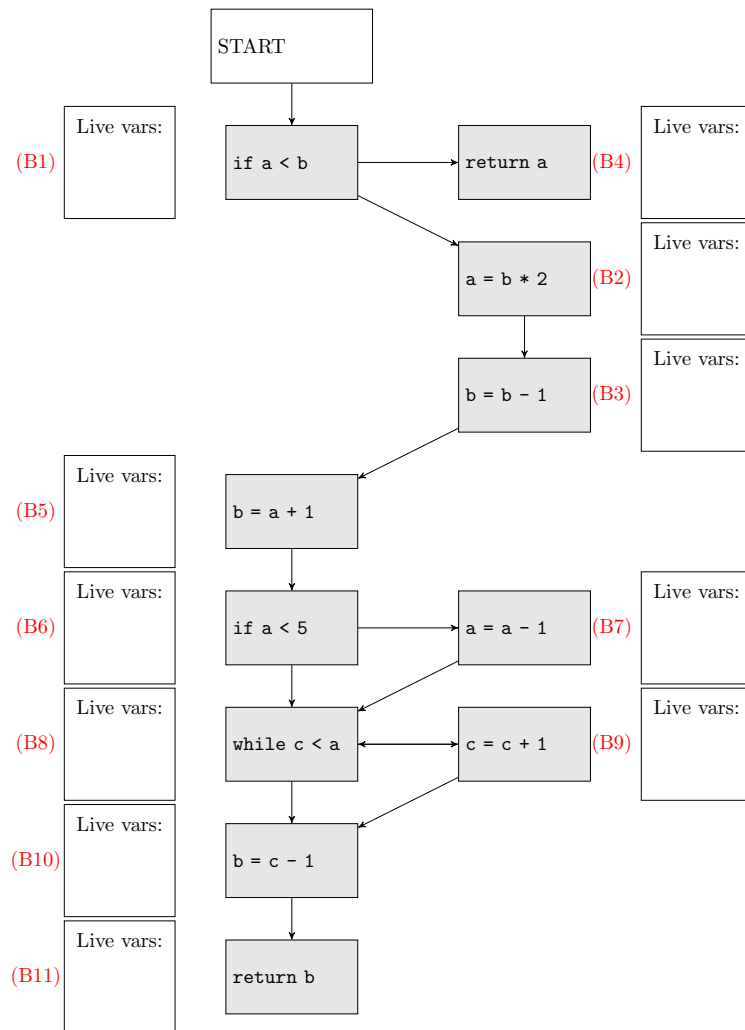 START
Live vars:
(B1)
if a < b
return a
(B4)
Live vars:
a = b * 2
(B2)
Live vars:
b = b - 1
(B3)
Live vars:
Live vars:
(B5)
b = a + 1
Live vars:
(B6)
if a < 5
a = a - 1
(B7)
Live vars:
Live vars:
(B8)
while c < a
c = c + 1
(B9)
Live vars:
Live vars:
(B10)
b = c - 1
Live vars:
(B11)
return b